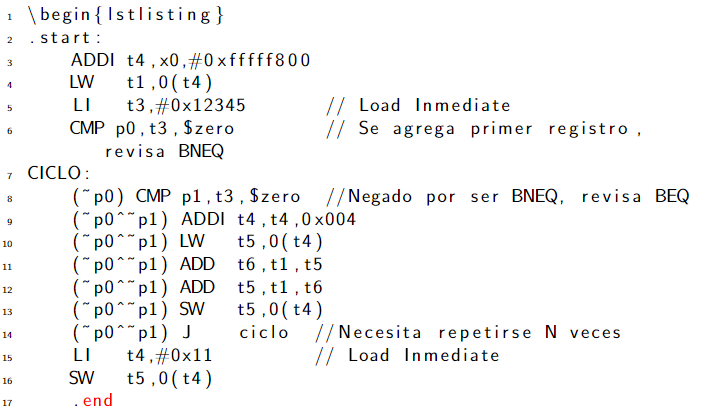 1 \begin{lstlisting}
2 .start:
3 ADDI t4,x0,#0xfffff800
4 LW t1,0(t4)
5 LI t3,#0x12345 // Load Inmediate
6 CMP p0,t3,$zero // Se agrega primer registro,
revisa BNEQ
7 CICLO:
8 (~p0) CMP p1,t3,$zero //Negado por ser BNEQ, revisa BEQ
9 (~p0^~p1) ADDI t4,t4,0x004
10 (~p0^~p1) LW t5,0(t4)
11 (~p0^~p1) ADD t6,t1,t5
12 (~p0^~p1) ADD t5,t1,t6
13 (~p0^~p1) SW t5,0(t4)
14 (~p0^~p1) J ciclo //Necesita repetirse N veces
15 LI t4,#0x11 // Load Inmediate
16 SW t5,0(t4)
17 .end